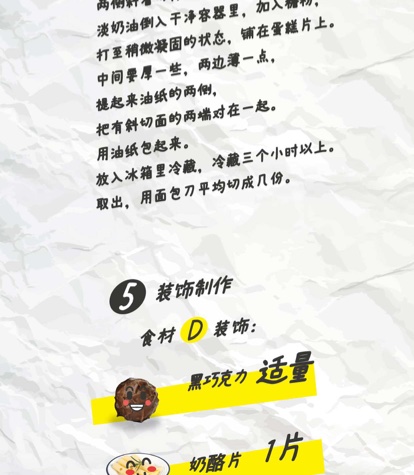 淡奶油倒入干净容器里，加入糖粉，
打至稍微凝固的状态，铺在蛋糕片上。
中间要厚一些，两边薄一点，
提起来油纸的两侧，
把有斜切面的两端对在一起。
用油纸包起来。
放入冰箱里冷藏，冷藏三个小时以上。
取出，用面包刀平均切成几份。
5 装饰制作
食材 D 装饰：
黑巧克力 适量
奶酪片 1片